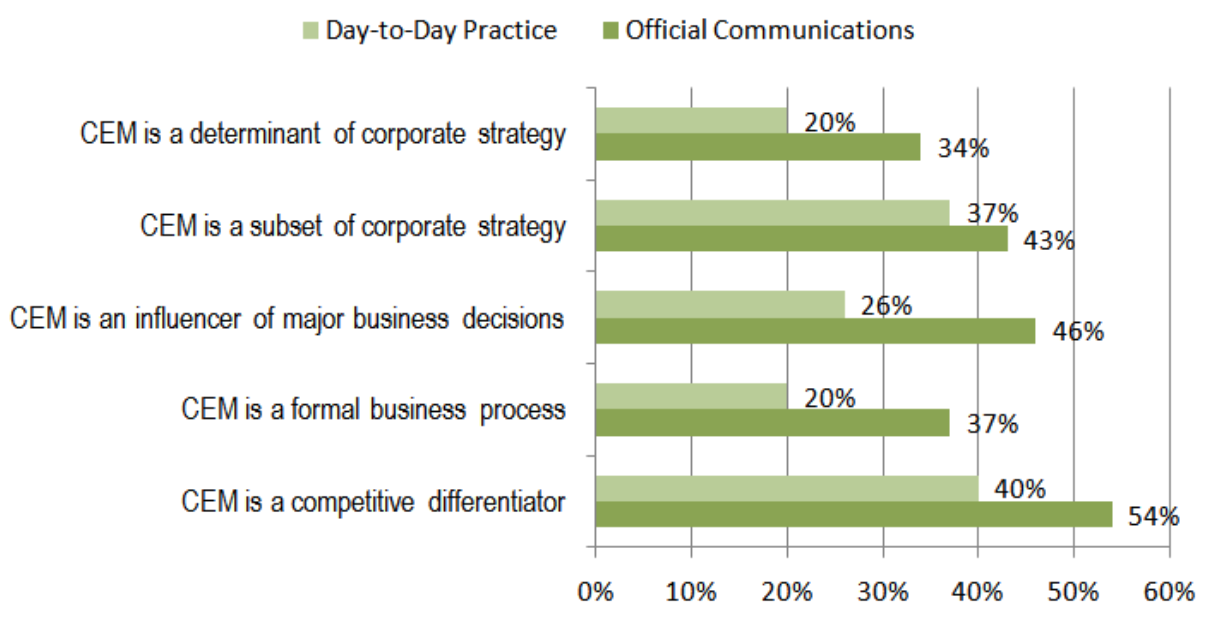 Day-to-Day Practice Official Communications
CEM is a determinant of corporate strategy
20%
34%
CEM is a subset of corporate strategy
37%
43%
CEM is an influencer of major business decisions
26%
46%
CEM is a formal business process
20%
37%
CEM is a competitive differentiator
40%
54%
0% 10% 20% 30% 40% 50% 60%